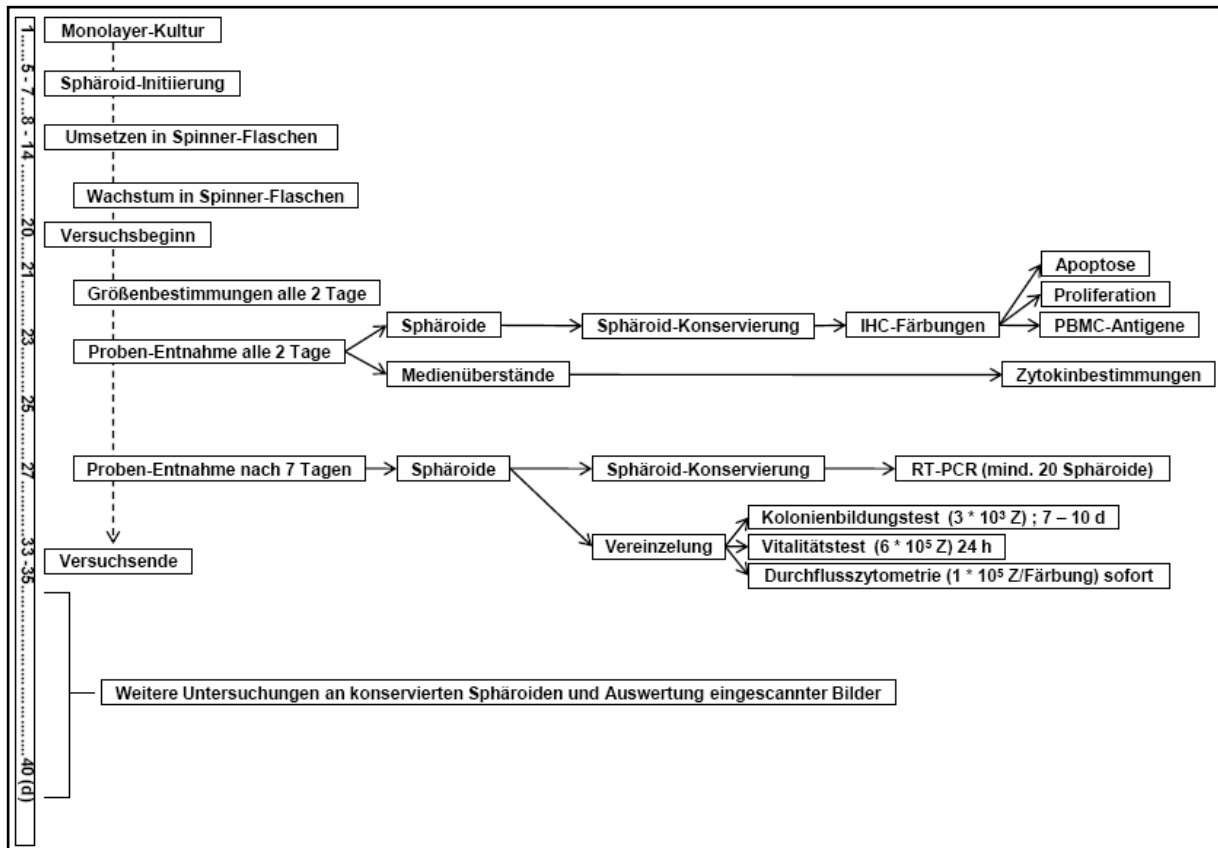 1......5 - 7 ....8 - 14 ............20......21............23............25............27...............33 -35.......................................40 (d)
Monolayer-Kultur
Sphäroid-Initiierung
Umsetzen in Spinner-Flaschen
Wachstum in Spinner-Flaschen
Versuchsbeginn
Größenbestimmungen alle 2 Tage
Proben-Entnahme alle 2 Tage
Sphäroide
Sphäroid-Konservierung
IHC-Färbungen
Apoptose
Proliferation
PBMC-Antigene
Medienüberstände
Zytokinbestimmungen
Proben-Entnahme nach 7 Tagen
Sphäroide
Sphäroid-Konservierung
RT-PCR (mind. 20 Sphäroide)
Vereinzelung
Kolonienbildungstest (3 * 10³ Z) ; 7 – 10 d
Vitalitätstest (6 * 10⁵ Z) 24 h
Durchflusszytometrie (1 * 10⁵ Z/Färbung) sofort
Versuchsende
Weitere Untersuchungen an konservierten Sphäroiden und Auswertung eingescannter Bilder